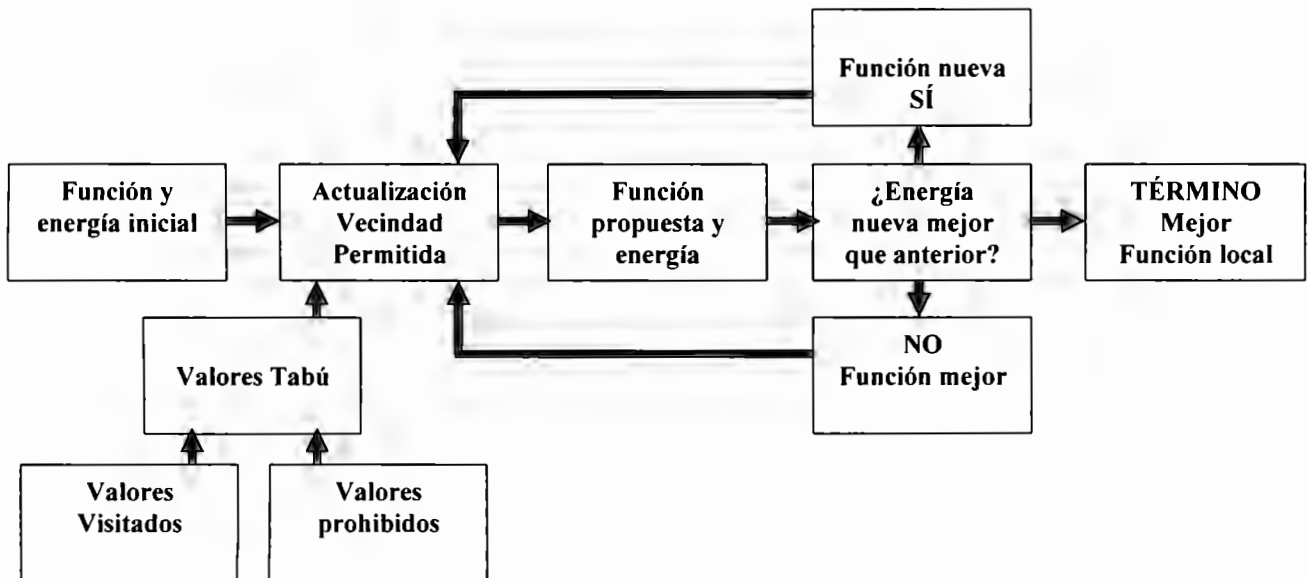 Función nueva
SÍ
Función y
energía inicial
Actualización
Vecindad
Permitida
Función
propuesta y
energía
¿Energía
nueva mejor
que anterior?
TÉRMINO
Mejor
Función local
Valores Tabú
NO
Función mejor
Valores
Visitados
Valores
prohibidos